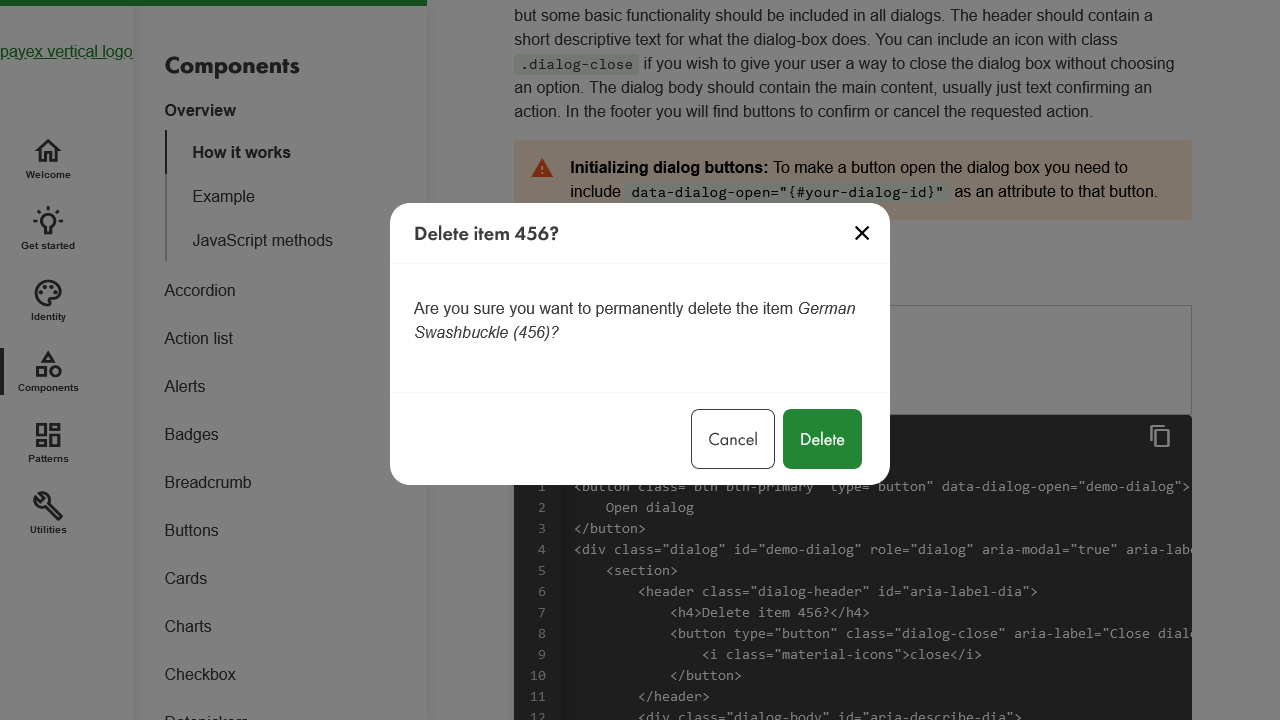 payex vertical logo
Welcome
Get started
Identity
Components
Patterns
Utilities
Components
Overview
How it works
Example
JavaScript methods
Accordion
Action list
Alerts
Badges
Breadcrumb
Buttons
Cards
Charts
Checkbox
Datepickers
but some basic functionality should be included in all dialogs. The header should contain a
short descriptive text for what the dialog-box does. You can include an icon with class
.dialog-close if you wish to give your user a way to close the dialog box without choosing
an option. The dialog body should contain the main content, usually just text confirming an
action. In the footer you will find buttons to confirm or cancel the requested action.
Initializing dialog buttons: To make a button open the dialog box you need to
include data-dialog-open="{#your-dialog-id}" as an attribute to that button.
Delete item 456?
Are you sure you want to permanently delete the item German
Swashbuckle (456)?
Cancel
Delete
1 <button class="btn btn-primary" type="button" data-dialog-open="demo-dialog">
2 Open dialog
3 </button>
4 <div class="dialog" id="demo-dialog" role="dialog" aria-modal="true" aria-labe
5 <section>
6 <header class="dialog-header" id="aria-label-dia">
7 <h4>Delete item 456?</h4>
8 <button type="button" class="dialog-close" aria-label="Close dialo
9 <i class="material-icons">close</i>
10 </button>
11 </header>
12 <div class="dialog-body" id="aria-describe-dia">